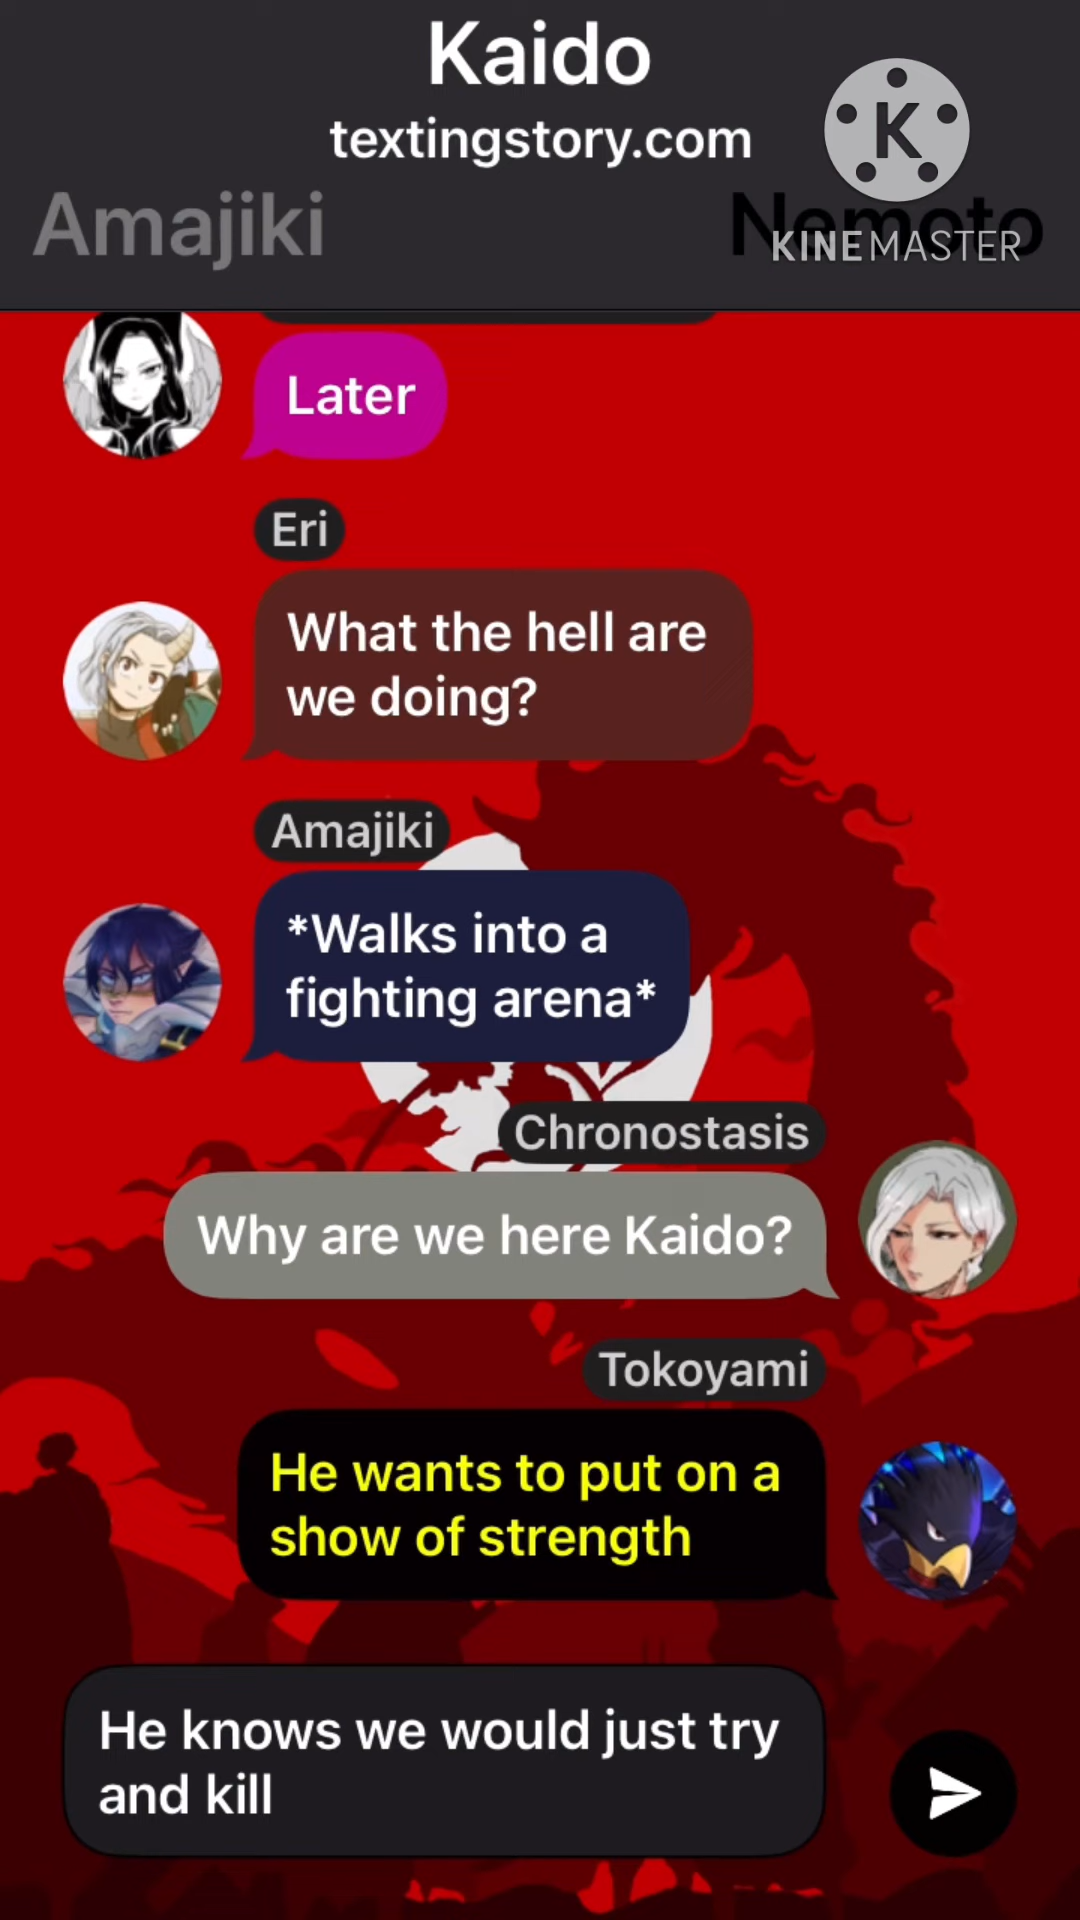 Kaido
textingstory.com
K
Amajiki
Nemoto
KINEMASTER
Later
Eri
What the hell are
we doing?
Amajiki
*Walks into a
fighting arena*
Chronostasis
Why are we here Kaido?
Tokoyami
He wants to put on a
show of strength
He knows we would just try
and kill